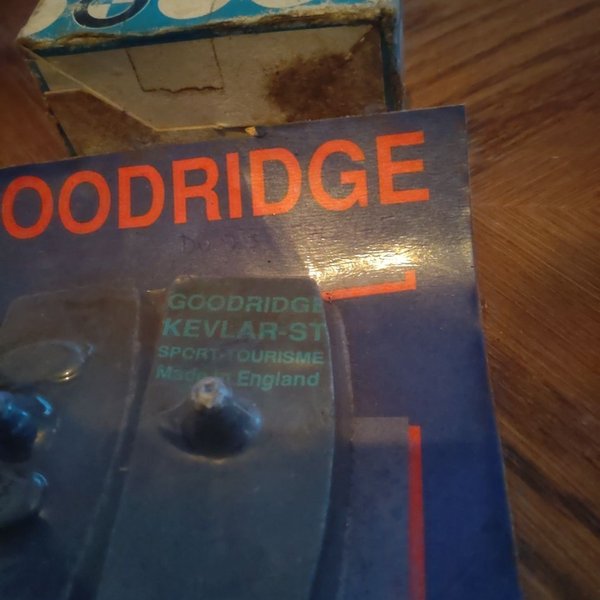 OODRIDGE
GOODRIDGE
KEVLAR-ST
SPORT-TOURISME
Made in England